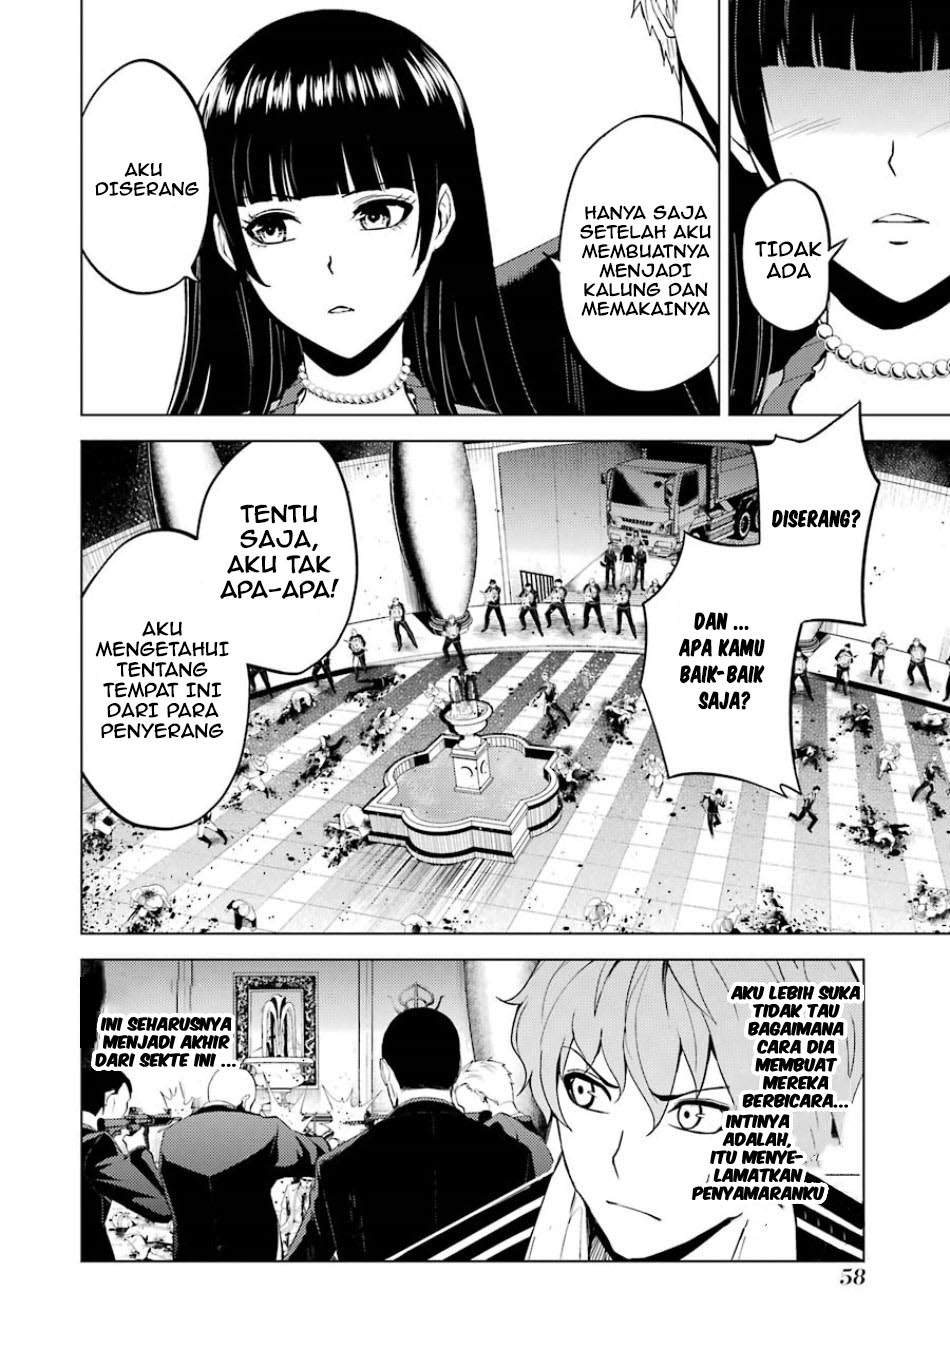 TIDAK
ADA
HANYA SAJA
SETELAH AKU
MEMBUATNYA
MENJADI
KALUNG DAN
MEMAKAINYA
AKU
DISERANG
DISERANG?
DAN ...
APA KAMU
BAIK-BAIK
SAJA?
TENTU
SAJA,
AKU TAK
APA-APA!
AKU
MENGETAHUI
TENTANG
TEMPAT INI
DARI PARA
PENYERANG
AKU LEBIH SUKA
TIDAK TAU
BAGAIMANA
CARA DIA
MEMBUAT
MEREKA
BERBICARA...
INTINYA
ADALAH,
ITU MENYE-
LAMATKAN
PENYAMARANKU
INI SEHARUSNYA
MENJADI AKHIR
DARI SEKTE INI ...
58